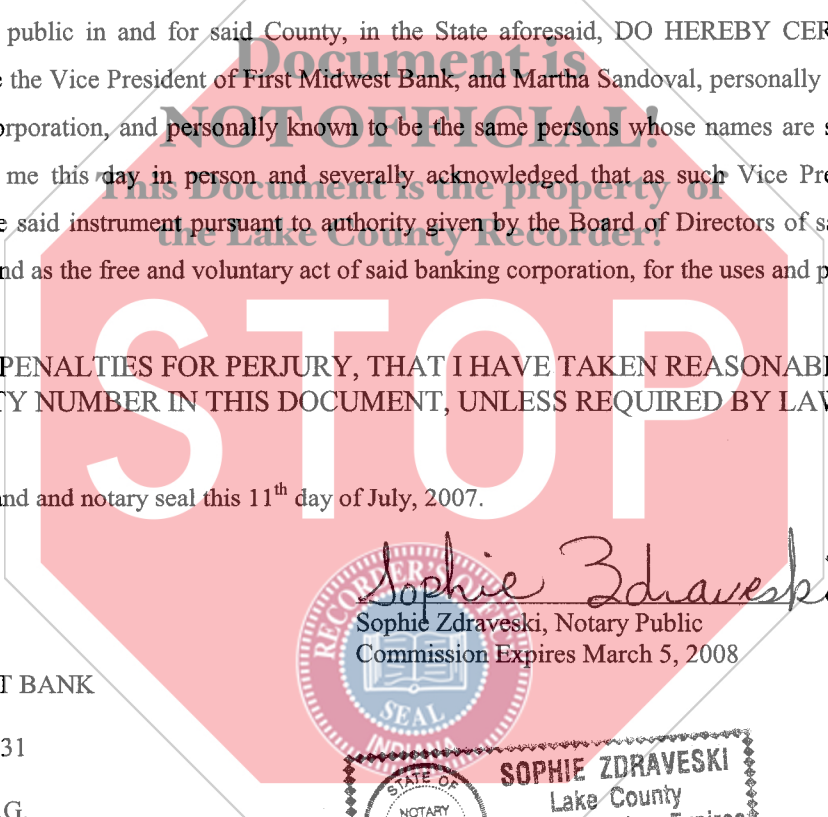 public in and for said County, in the State aforesaid, DO HEREBY CER
Document is
e the Vice President of First Midwest Bank, and Martha Sandoval, personally
NOT OFFICIAL!
orporation, and personally known to be the same persons whose names are s
me this day in person and severally acknowledged that as such Vice Pre
This Document is the property of
e said instrument pursuant to authority given by the Board of Directors of sa
the Lake County Recorder!
nd as the free and voluntary act of said banking corporation, for the uses and p
STOP
PENALTIES FOR PERJURY, THAT I HAVE TAKEN REASONABL
TY NUMBER IN THIS DOCUMENT, UNLESS REQUIRED BY LAW
and and notary seal this 11th day of July, 2007.
Sophie Zdraveski
Sophie Zdraveski, Notary Public
Commission Expires March 5, 2008
RECORDER'S OFFICE
SEAL
INDIANA
T BANK
31
G.
SOPHIE ZDRAVESKI
Lake County
Expires
STATE OF
NOTARY